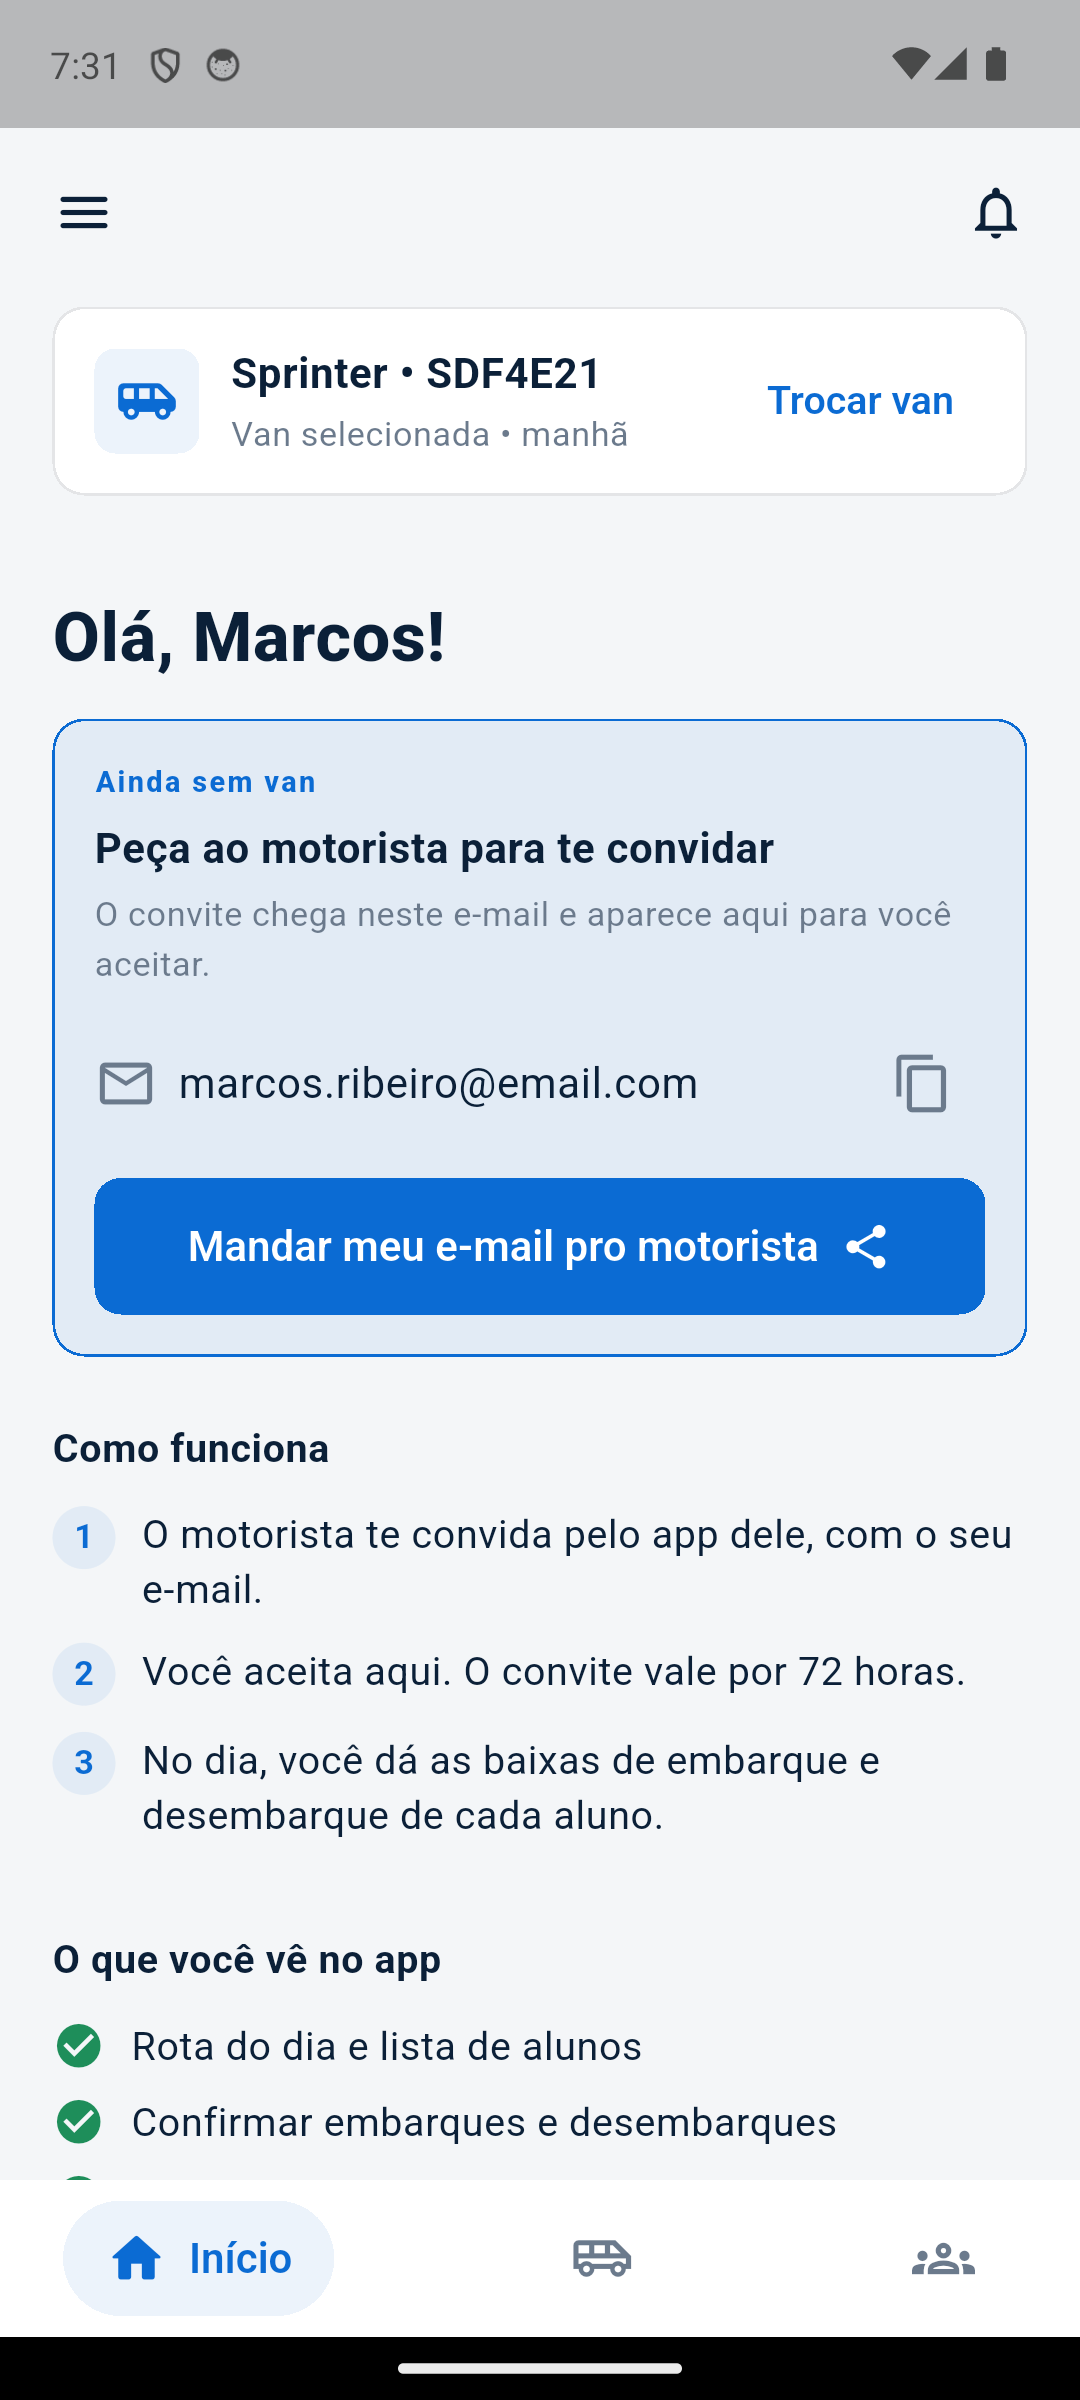 7:31
Sprinter • SDF4E21
Van selecionada • manhã
Trocar van
Olá, Marcos!
Ainda sem van
Peça ao motorista para te convidar
O convite chega neste e-mail e aparece aqui para você
aceitar.
marcos.ribeiro@email.com
Mandar meu e-mail pro motorista
Como funciona
1 O motorista te convida pelo app dele, com o seu
e-mail.
2 Você aceita aqui. O convite vale por 72 horas.
3 No dia, você dá as baixas de embarque e
desembarque de cada aluno.
O que você vê no app
Rota do dia e lista de alunos
Confirmar embarques e desembarques
Início